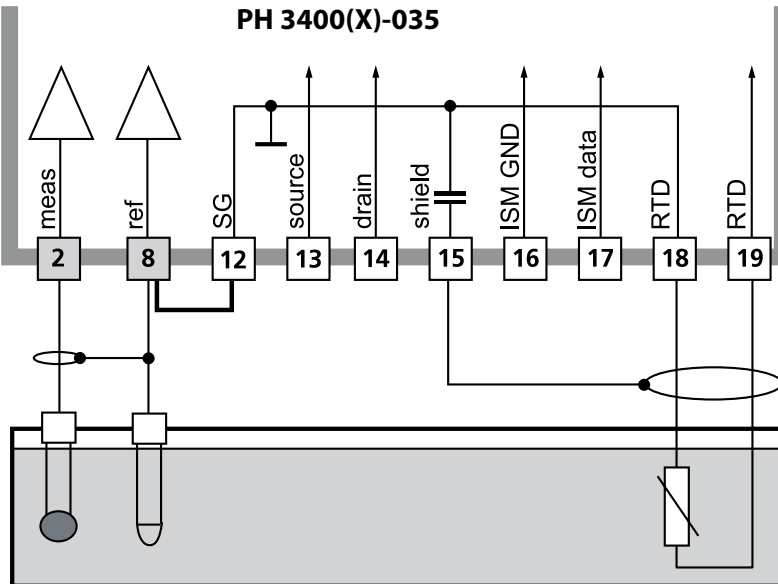 PH 3400(X)-035
meas
ref
SG
source
drain
shield
ISM GND
ISM data
RTD
RTD
2
8
12
13
14
15
16
17
18
19